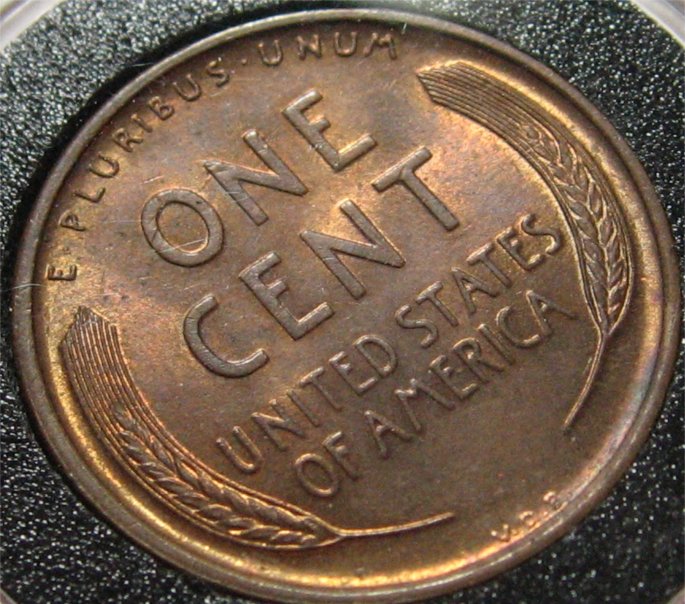 E · PLURIBUS · UNUM
ONE
CENT
UNITED STATES
OF AMERICA
V.D.B.